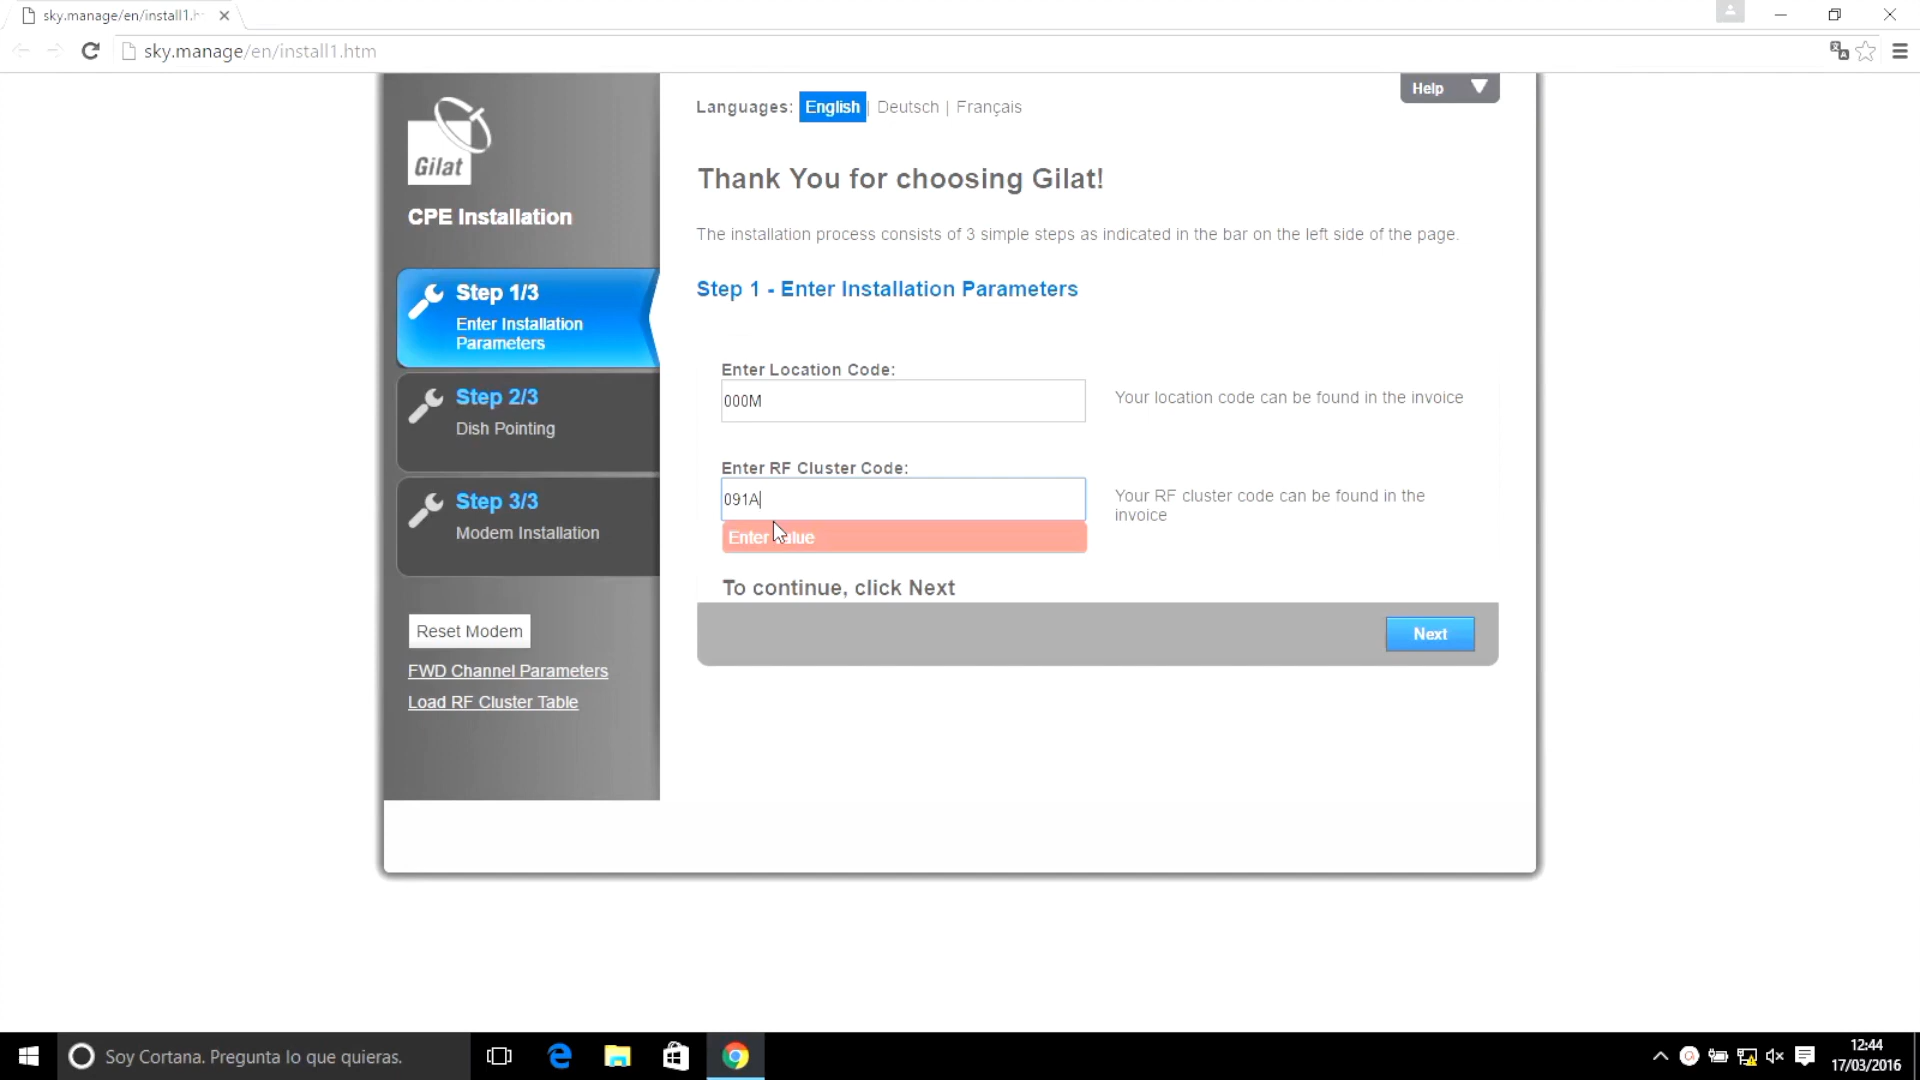 sky.manage/en/install1.h
sky.manage/en/install1.htm
Gilat
CPE Installation
Step 1/3
Enter Installation
Parameters
Step 2/3
Dish Pointing
Step 3/3
Modem Installation
Reset Modem
FWD Channel Parameters
Load RF Cluster Table
Languages: English | Deutsch | Français
Help
Thank You for choosing Gilat!
The installation process consists of 3 simple steps as indicated in the bar on the left side of the page.
Step 1 - Enter Installation Parameters
Enter Location Code:
000M
Your location code can be found in the invoice
Enter RF Cluster Code:
091A
Your RF cluster code can be found in the
invoice
Enter value
To continue, click Next
Next
Soy Cortana. Pregunta lo que quieras.
12:44
17/03/2016